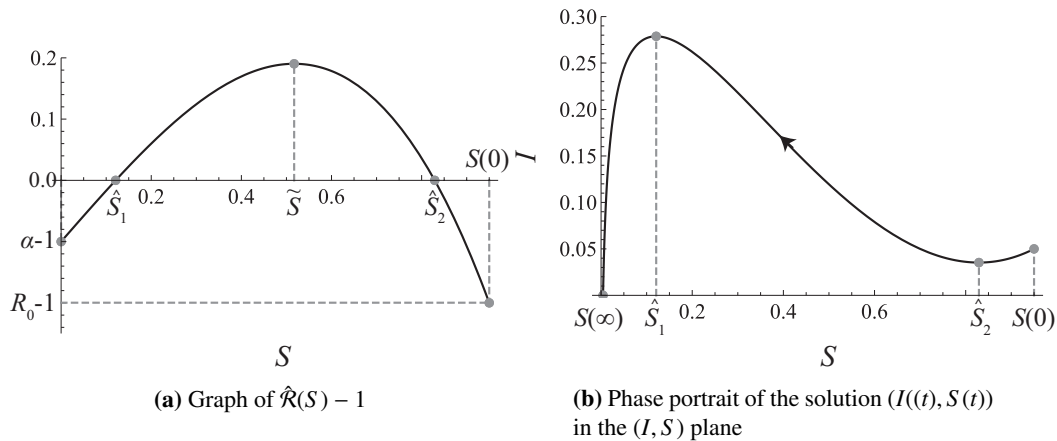 0.2
0.1
0.0
α-1
R₀-1
Ŝ₁
0.2
0.4
S̃
0.6
Ŝ₂
S(0)
S
(a) Graph of R̂(S) − 1
0.30
0.25
0.20
0.15
0.10
0.05
I
S(∞)
Ŝ₁
0.2
0.4
0.6
Ŝ₂
S(0)
S
(b) Phase portrait of the solution (I((t), S(t))
in the (I, S) plane